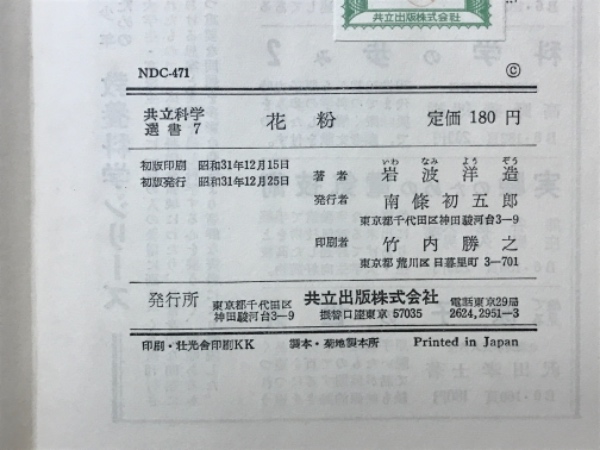 共立出版株式会社
NDC-471 ©
共立科学
選書 7
花粉 定価 180 円
初版印刷 昭和31年12月15日
初版発行 昭和31年12月25日
いわ なみ よう ぞう
著者 岩波洋造
発行者 南條初五郎
東京都千代田区神田駿河台3-9
印刷者 竹内勝之
東京都荒川区日暮里町3-701
発行所 東京都千代田区
神田駿河台3-9
共立出版株式会社
振替口座東京 57035
電話東京29局
2624,2951-3
印刷・壮光舎印刷KK 製本・菊地製本所 Printed in Japan